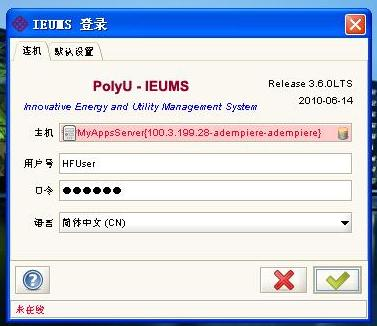 IEUMS 登录
连机 默认设置
PolyU - IEUMS
Release 3.6.0LTS
Innovative Energy and Utility Management System
2010-06-14
主机 MyAppsServer{100.3.199.28-adempiere-adempiere}
用户号 HFUser
口令 ●●●●●●
语言 简体中文 (CN)
未在线